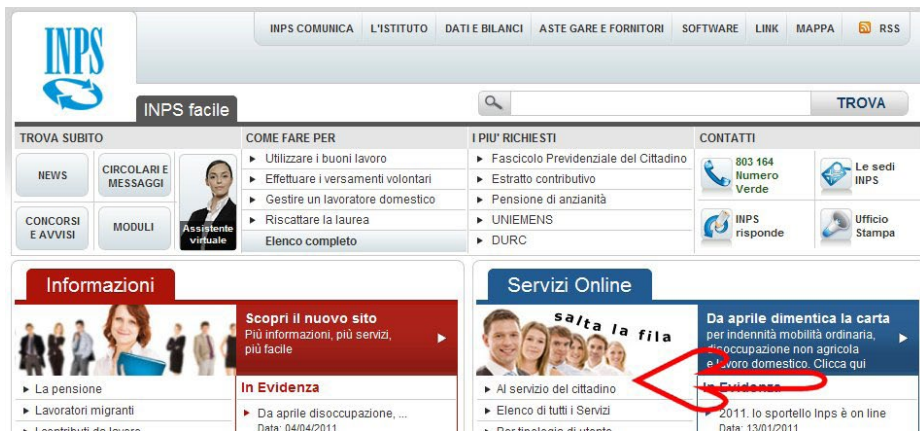 INPS
INPS COMUNICA L'ISTITUTO DATI E BILANCI ASTE GARE E FORNITORI SOFTWARE LINK MAPPA RSS
INPS facile
TROVA
TROVA SUBITO
NEWS
CIRCOLARI E
MESSAGGI
CONCORSI
E AVVISI
MODULI
Assistente
virtuale
COME FARE PER
Utilizzare i buoni lavoro
Effettuare i versamenti volontari
Gestire un lavoratore domestico
Riscattare la laurea
Elenco completo
I PIU' RICHIESTI
Fascicolo Previdenziale del Cittadino
Estratto contributivo
Pensione di anzianità
UNIEMENS
DURC
CONTATTI
803 164
Numero
Verde
Le sedi
INPS
INPS
risponde
Ufficio
Stampa
Informazioni
Scopri il nuovo sito
Più informazioni, più servizi,
più facile
La pensione
Lavoratori migranti
I contributi da lavoro
In Evidenza
Da aprile disoccupazione, ...
Data: 04/04/2011
Servizi Online
salta la fila
Da aprile dimentica la carta
per indennità mobilità ordinaria,
disoccupazione non agricola
e lavoro domestico. Clicca qui
Al servizio del cittadino
Elenco di tutti i Servizi
Per tipologia di utente
In Evidenza
2011. lo sportello Inps è on line
Data: 13/01/2011